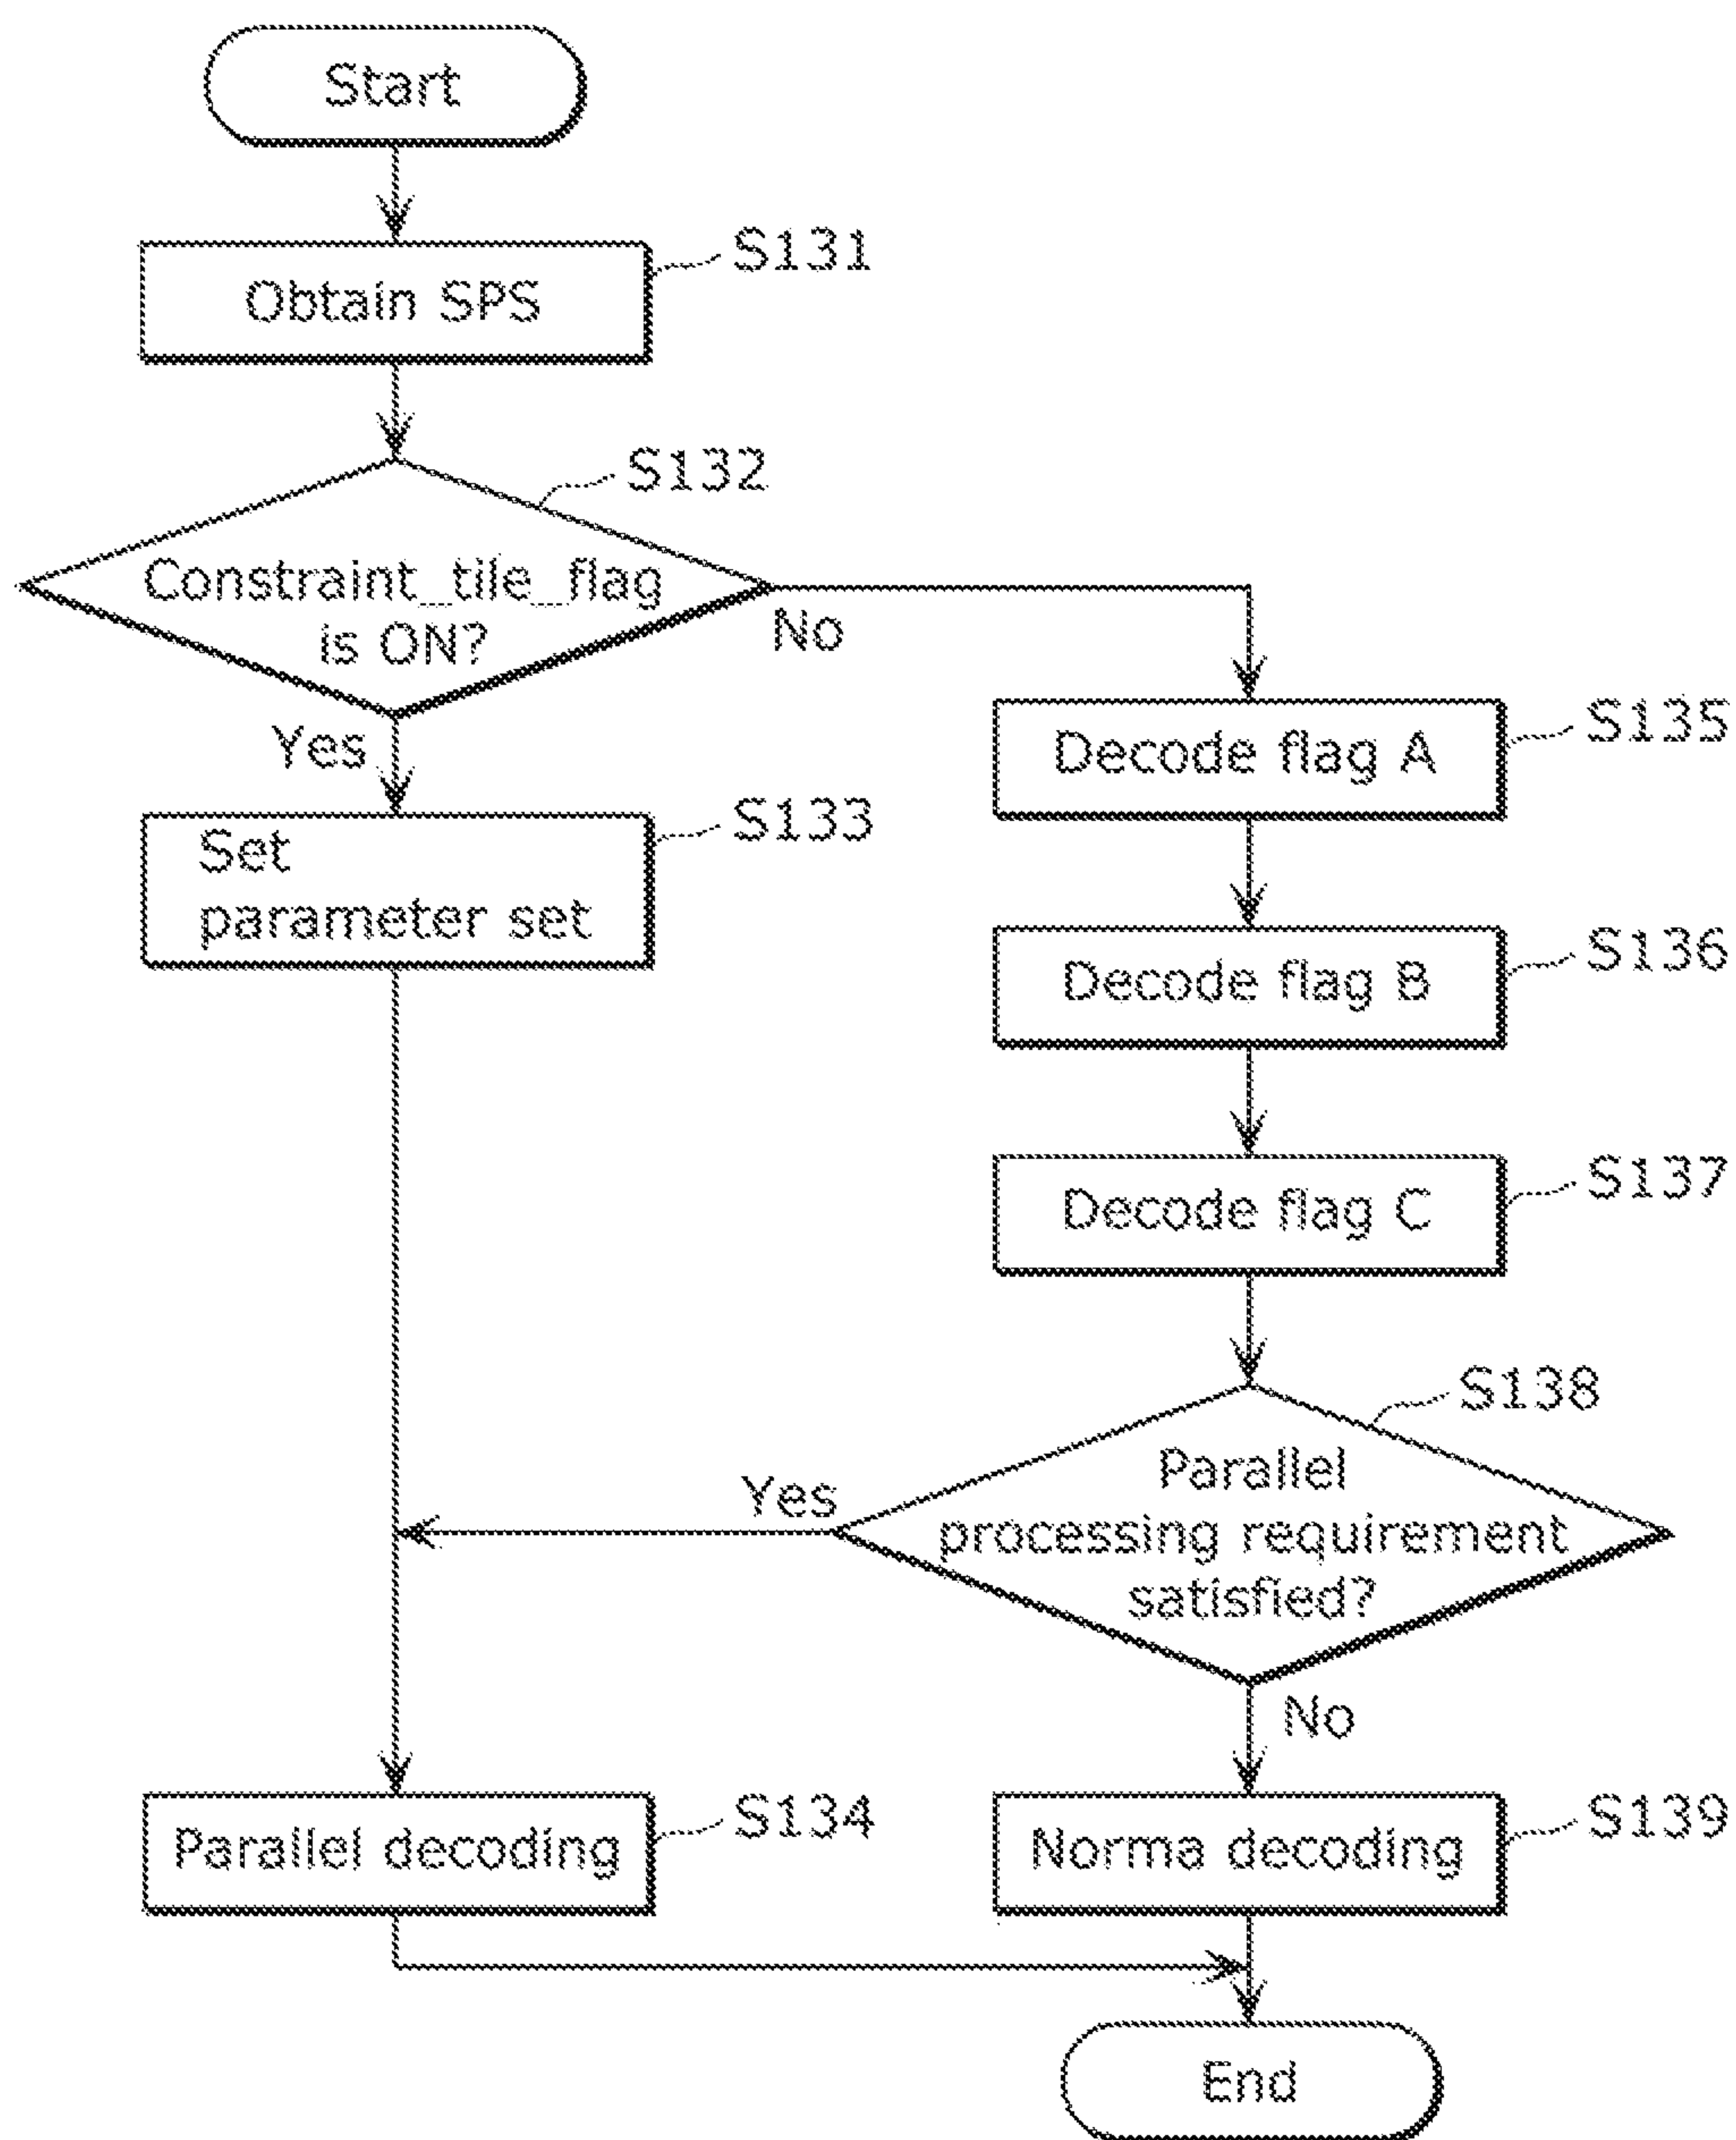 Start
Obtain SPS
S131
S132
Constraint_tile_flag
is ON?
No
Yes
Set
parameter set
S133
Decode flag A
S135
Decode flag B
S136
Decode flag C
S137
S138
Parallel
processing requirement
satisfied?
Yes
No
Parallel decoding
S134
Norma decoding
S139
End